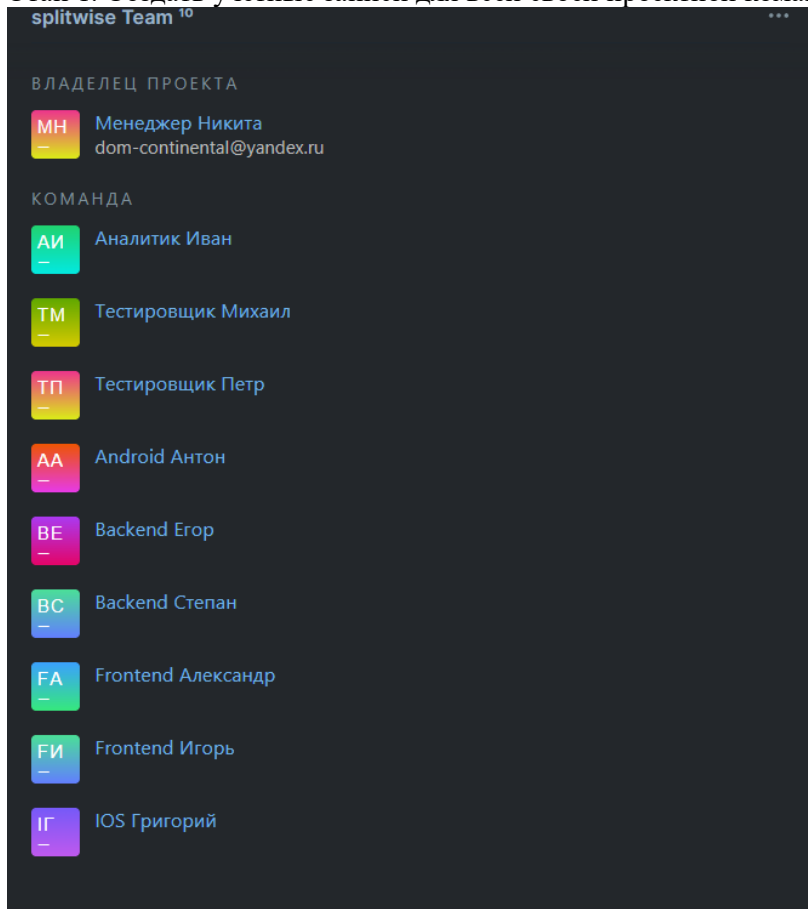 splitwise Team 10
ВЛАДЕЛЕЦ ПРОЕКТА
МН
Менеджер Никита
dom-continental@yandex.ru
КОМАНДА
АИ
Аналитик Иван
ТМ
Тестировщик Михаил
ТП
Тестировщик Петр
AA
Android Антон
BE
Backend Егор
BC
Backend Степан
FA
Frontend Александр
FИ
Frontend Игорь
IГ
IOS Григорий